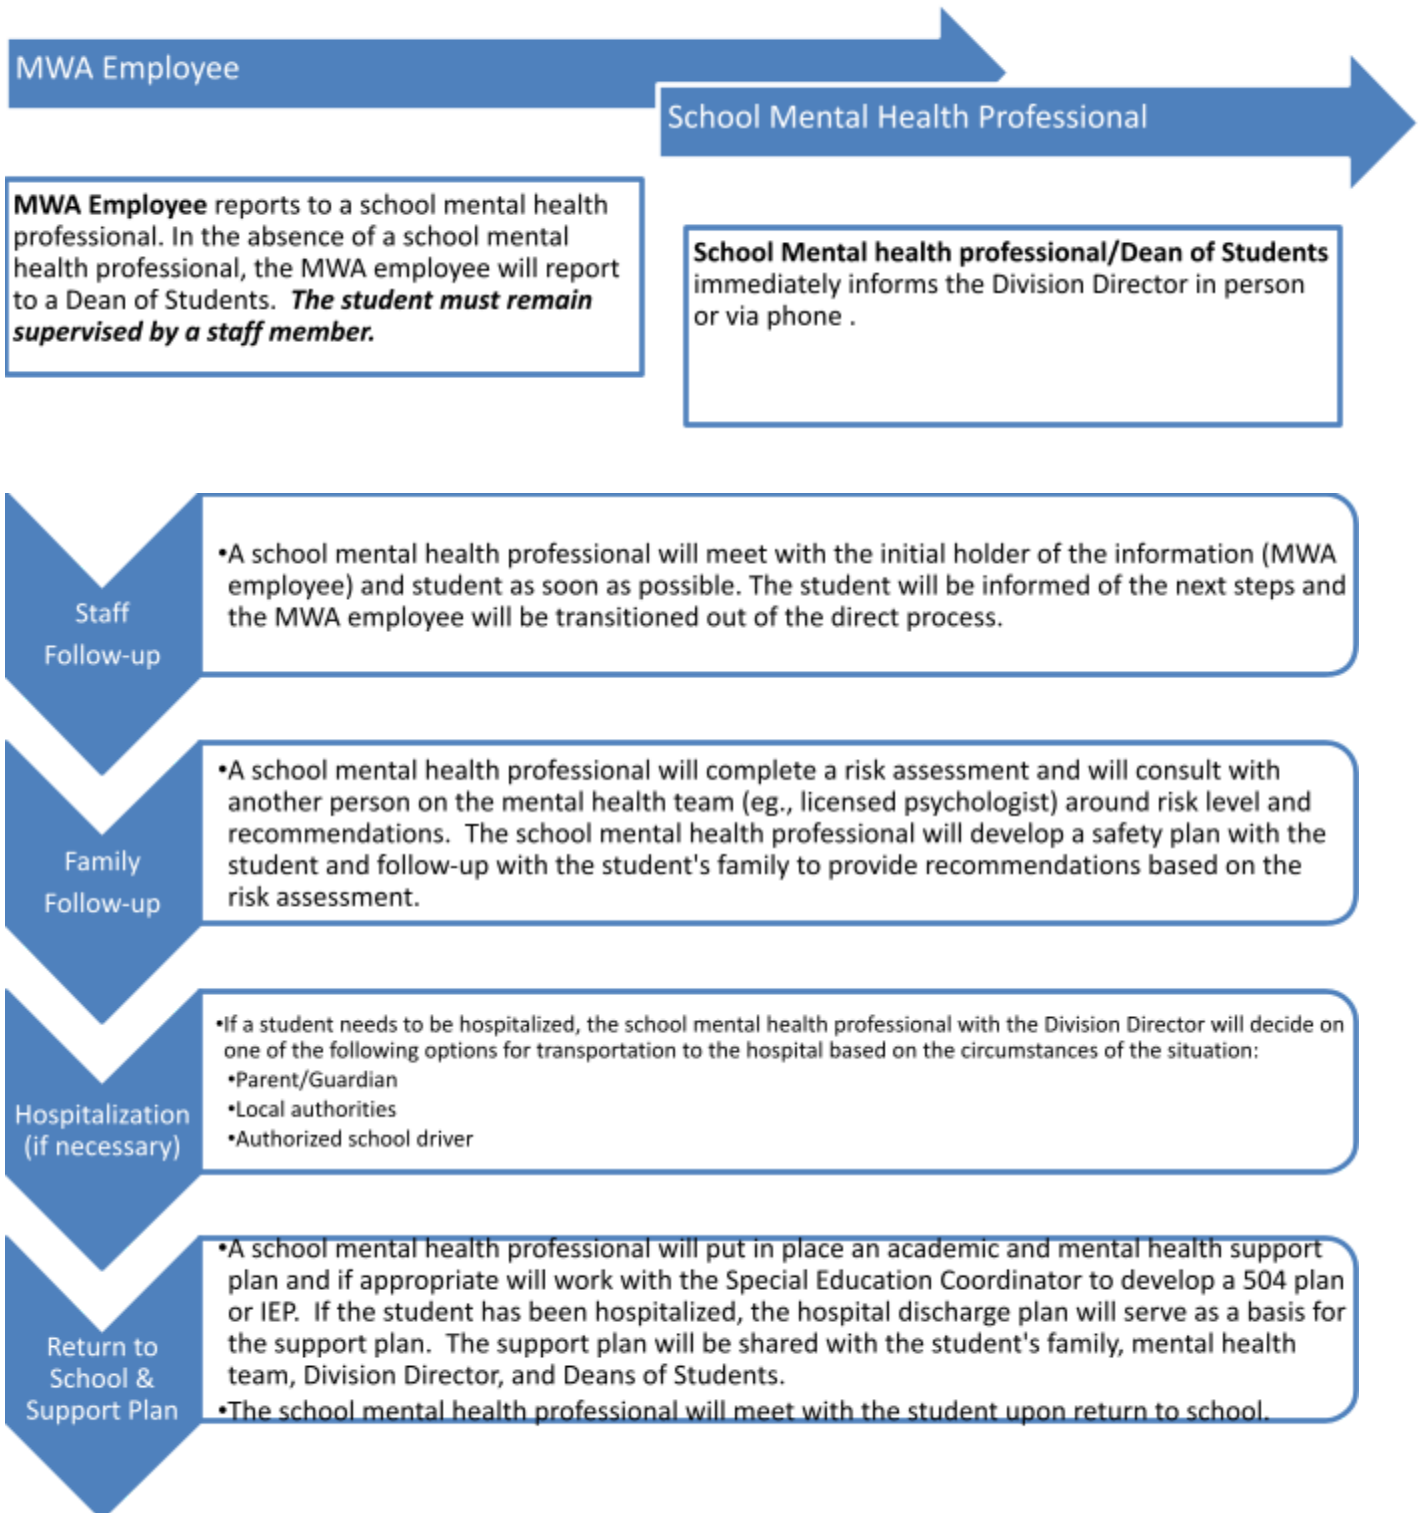 MWA Employee
School Mental Health Professional
MWA Employee reports to a school mental health
professional. In the absence of a school mental
health professional, the MWA employee will report
to a Dean of Students.  The student must remain
supervised by a staff member.
School Mental health professional/Dean of Students
immediately informs the Division Director in person
or via phone .
Staff
Follow-up
•A school mental health professional will meet with the initial holder of the information (MWA
employee) and student as soon as possible. The student will be informed of the next steps and
the MWA employee will be transitioned out of the direct process.
Family
Follow-up
•A school mental health professional will complete a risk assessment and will consult with
another person on the mental health team (eg., licensed psychologist) around risk level and
recommendations.  The school mental health professional will develop a safety plan with the
student and follow-up with the student's family to provide recommendations based on the
risk assessment.
Hospitalization
(if necessary)
•If a student needs to be hospitalized, the school mental health professional with the Division Director will decide on
one of the following options for transportation to the hospital based on the circumstances of the situation:
•Parent/Guardian
•Local authorities
•Authorized school driver
Return to
School &
Support Plan
•A school mental health professional will put in place an academic and mental health support
plan and if appropriate will work with the Special Education Coordinator to develop a 504 plan
or IEP.  If the student has been hospitalized, the hospital discharge plan will serve as a basis for
the support plan.  The support plan will be shared with the student's family, mental health
team, Division Director, and Deans of Students.
•The school mental health professional will meet with the student upon return to school.